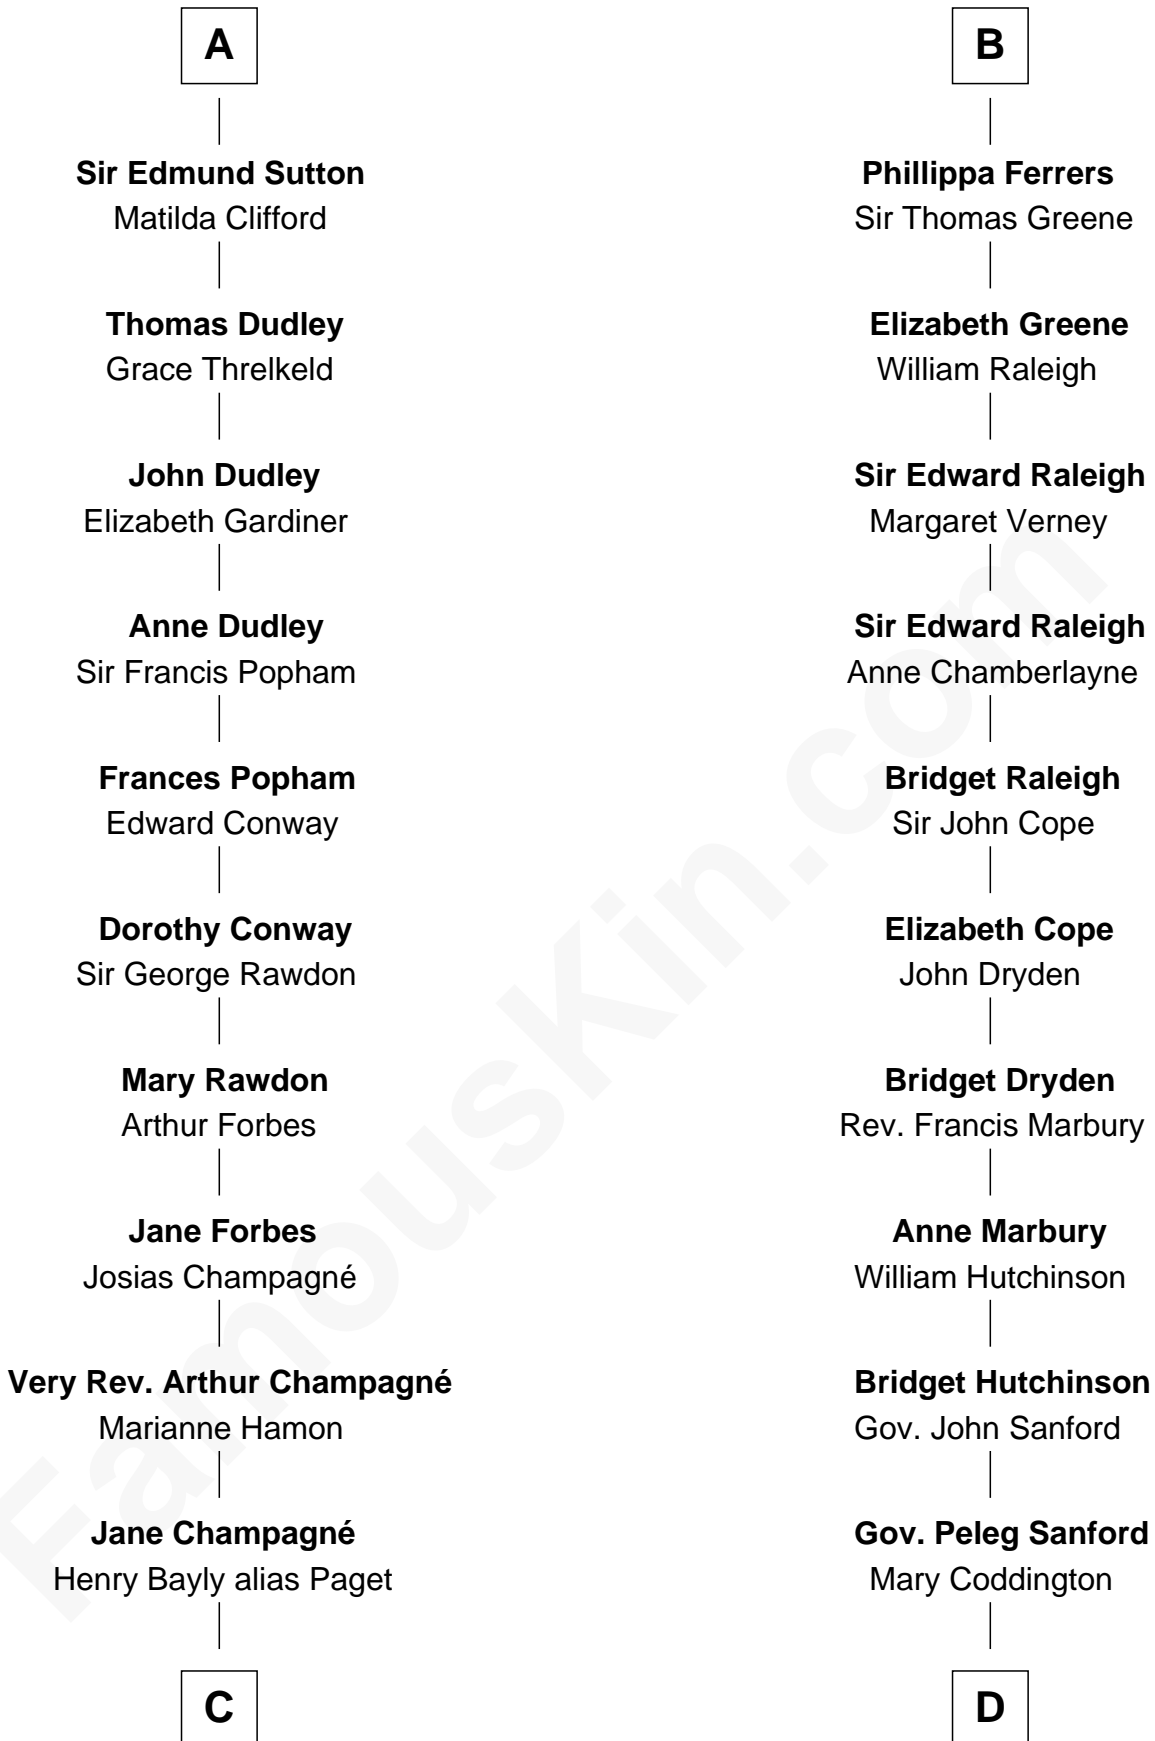 A
Sir Edmund Sutton
Matilda Clifford
Thomas Dudley
Grace Threlkeld
John Dudley
Elizabeth Gardiner
Anne Dudley
Sir Francis Popham
Frances Popham
Edward Conway
Dorothy Conway
Sir George Rawdon
Mary Rawdon
Arthur Forbes
Jane Forbes
Josias Champagné
Very Rev. Arthur Champagné
Marianne Hamon
Jane Champagné
Henry Bayly alias Paget
C
B
Phillippa Ferrers
Sir Thomas Greene
Elizabeth Greene
William Raleigh
Sir Edward Raleigh
Margaret Verney
Sir Edward Raleigh
Anne Chamberlayne
Bridget Raleigh
Sir John Cope
Elizabeth Cope
John Dryden
Bridget Dryden
Rev. Francis Marbury
Anne Marbury
William Hutchinson
Bridget Hutchinson
Gov. John Sanford
Gov. Peleg Sanford
Mary Coddington
D
FamousKin.com